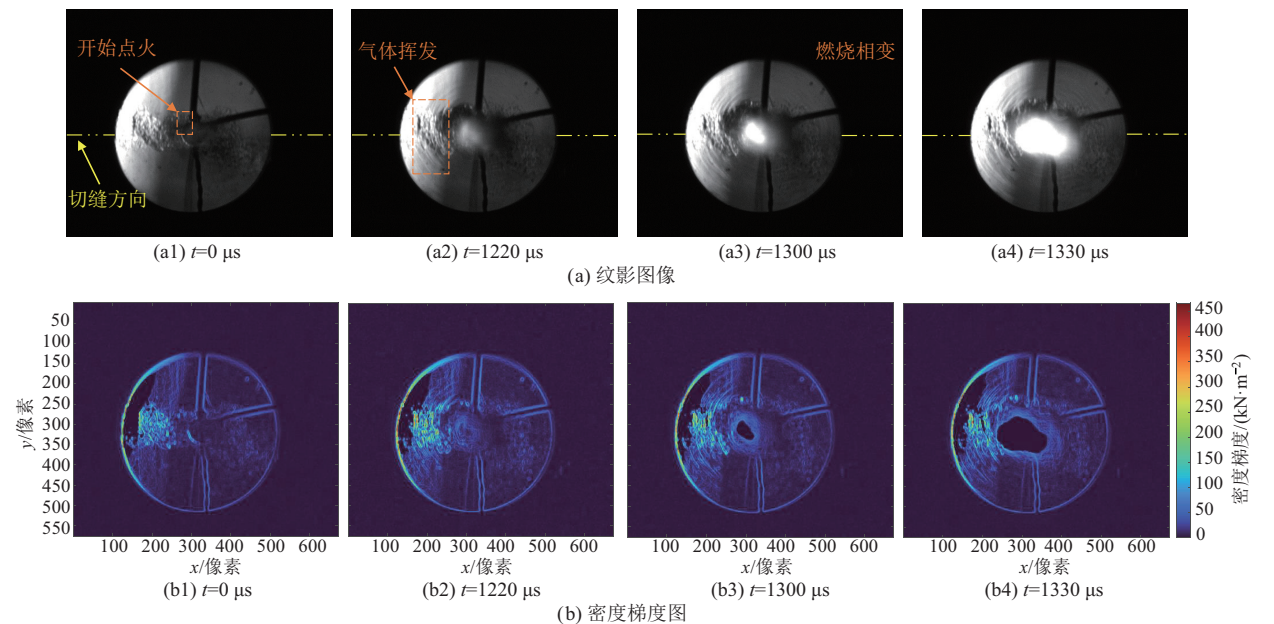 开始点火
切缝方向
气体挥发
燃烧相变
(a1) t=0 μs
(a2) t=1220 μs
(a3) t=1300 μs
(a4) t=1330 μs
(a) 纹影图像
50
100
150
200
250
300
350
400
450
500
550
y/像素
100 200 300 400 500 600
x/像素
(b1) t=0 μs
100 200 300 400 500 600
x/像素
(b2) t=1220 μs
100 200 300 400 500 600
x/像素
(b3) t=1300 μs
100 200 300 400 500 600
x/像素
(b4) t=1330 μs
450
400
350
300
250
200
150
100
50
0
密度梯度/(kN·m⁻²)
(b) 密度梯度图